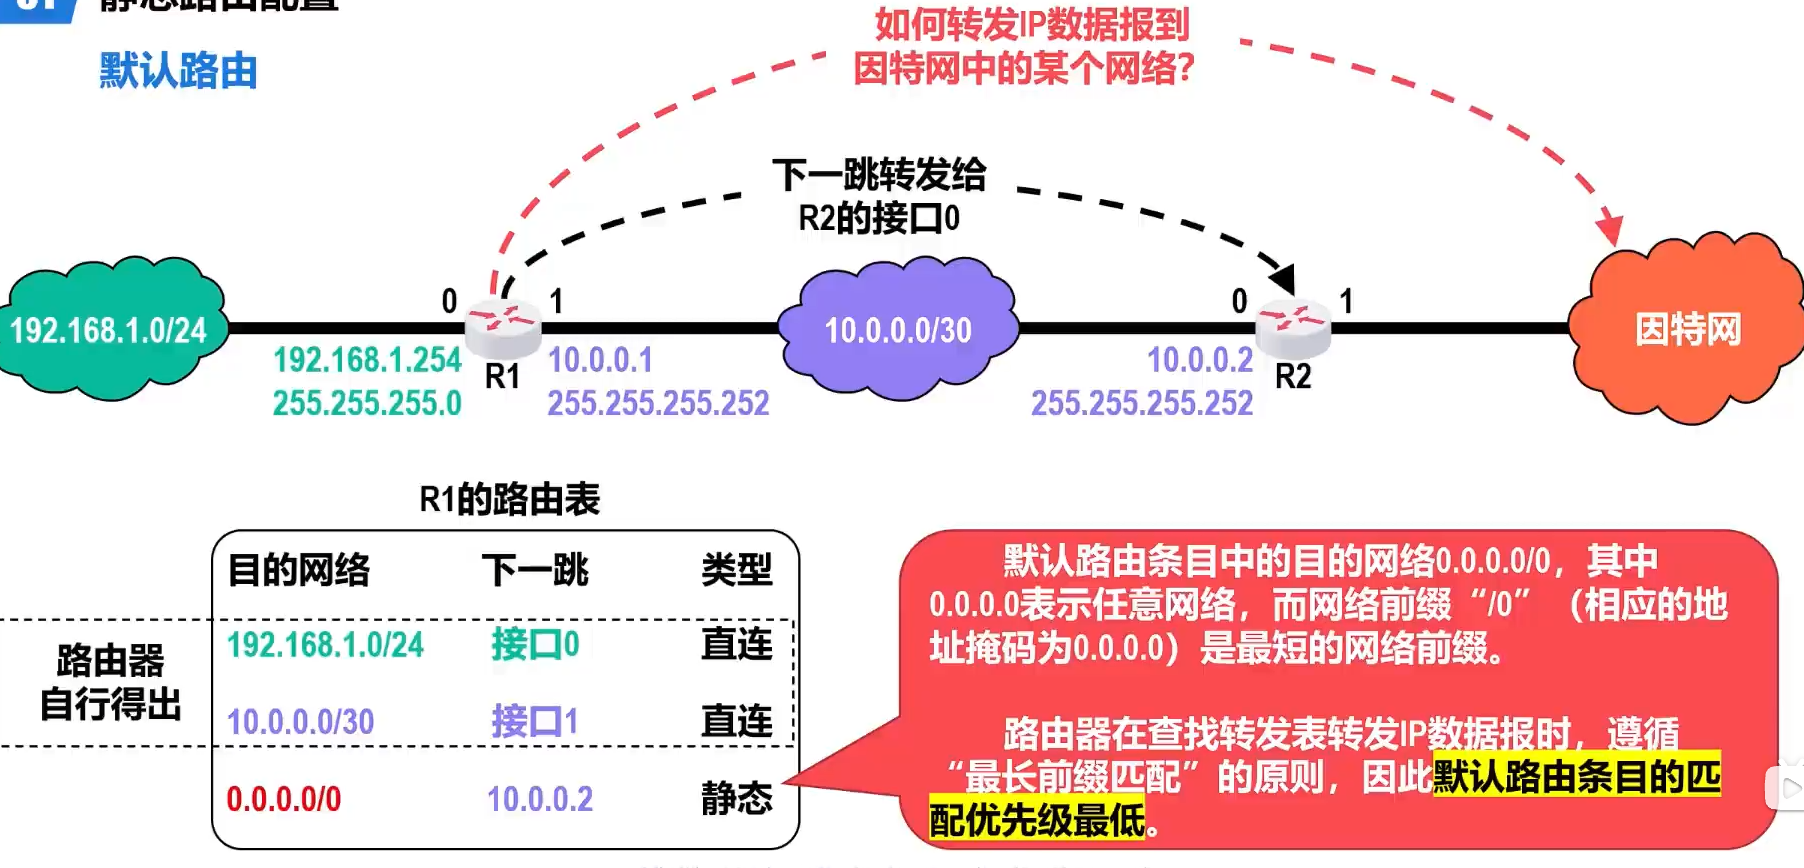 01 静态路由配置
默认路由
如何转发IP数据报到
因特网中的某个网络？
下一跳转发给
R2的接口0
0 1 0 1
192.168.1.0/24 10.0.0.0/30 因特网
192.168.1.254 R1 10.0.0.1 10.0.0.2 R2
255.255.255.0 255.255.255.252 255.255.255.252
R1的路由表
目的网络 下一跳 类型
192.168.1.0/24 接口0 直连
10.0.0.0/30 接口1 直连
0.0.0.0/0 10.0.0.2 静态
路由器
自行得出
默认路由条目中的目的网络0.0.0.0/0，其中
0.0.0.0表示任意网络，而网络前缀“/0”（相应的地
址掩码为0.0.0.0）是最短的网络前缀。
路由器在查找转发表转发IP数据报时，遵循
“最长前缀匹配”的原则，因此默认路由条目的匹
配优先级最低。